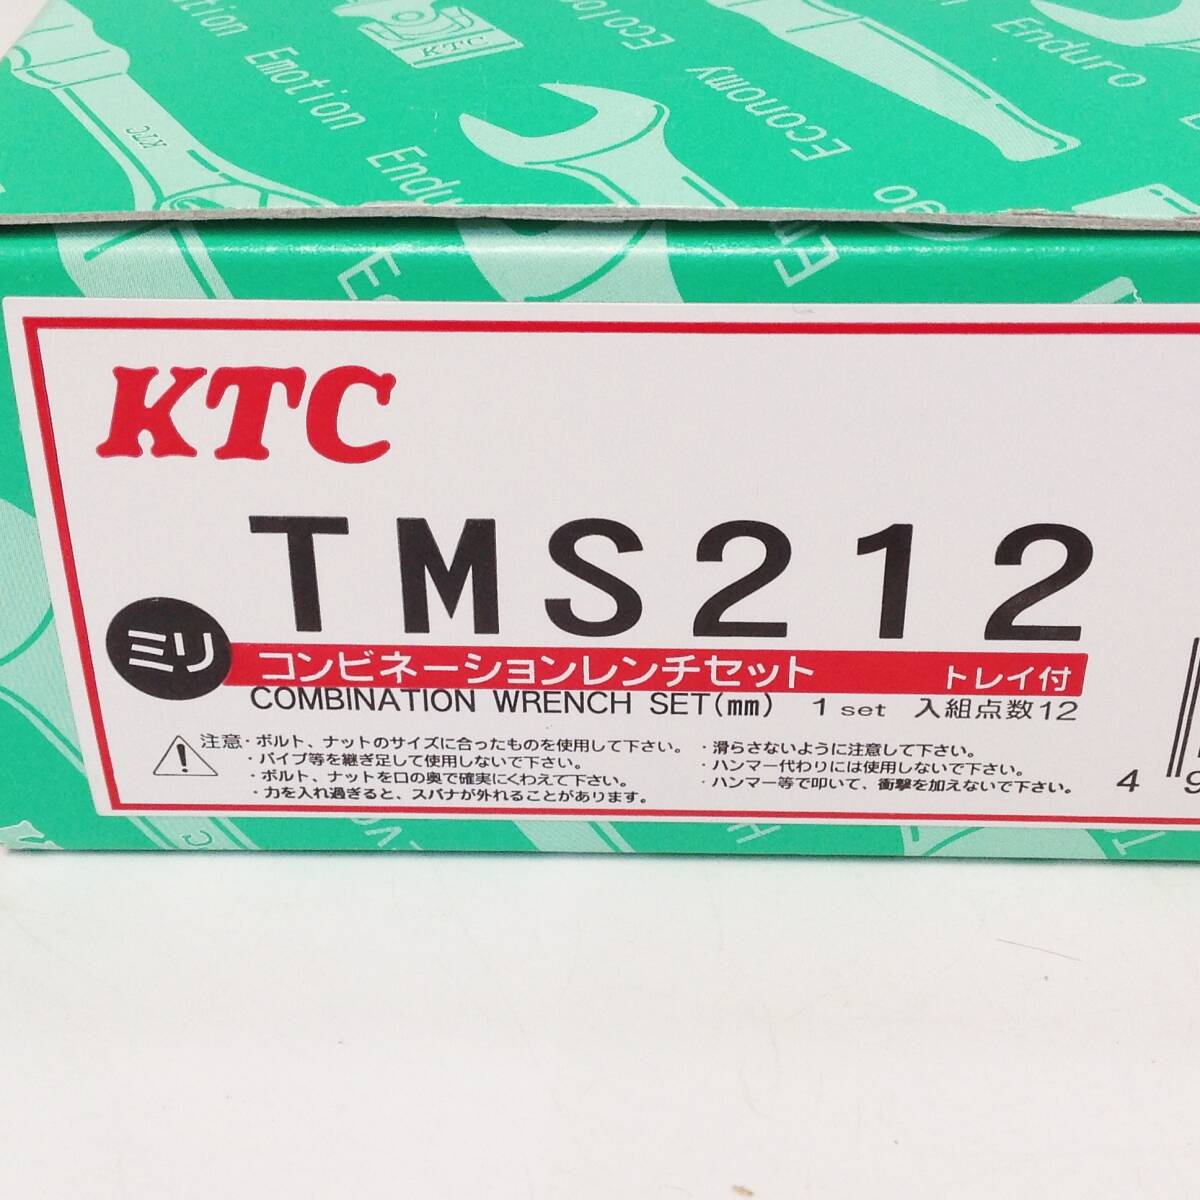 Emotion
Enduro
KTC
Ecology
Economy
Enduro
KTC
KTC
TMS212
ミリ
コンビネーションレンチセット トレイ付
COMBINATION WRENCH SET(mm) 1 set 入組点数12
注意・ボルト、ナットのサイズに合ったものを使用して下さい。 ・滑らさないように注意して下さい。
・パイプ等を継ぎ足して使用しないで下さい。 ・ハンマー代わりには使用しないで下さい。
・ボルト、ナットを口の奥で確実にくわえて下さい。 ・ハンマー等で叩いて、衝撃を加えないで下さい。
・力を入れ過ぎると、スパナが外れることがあります。
4 9